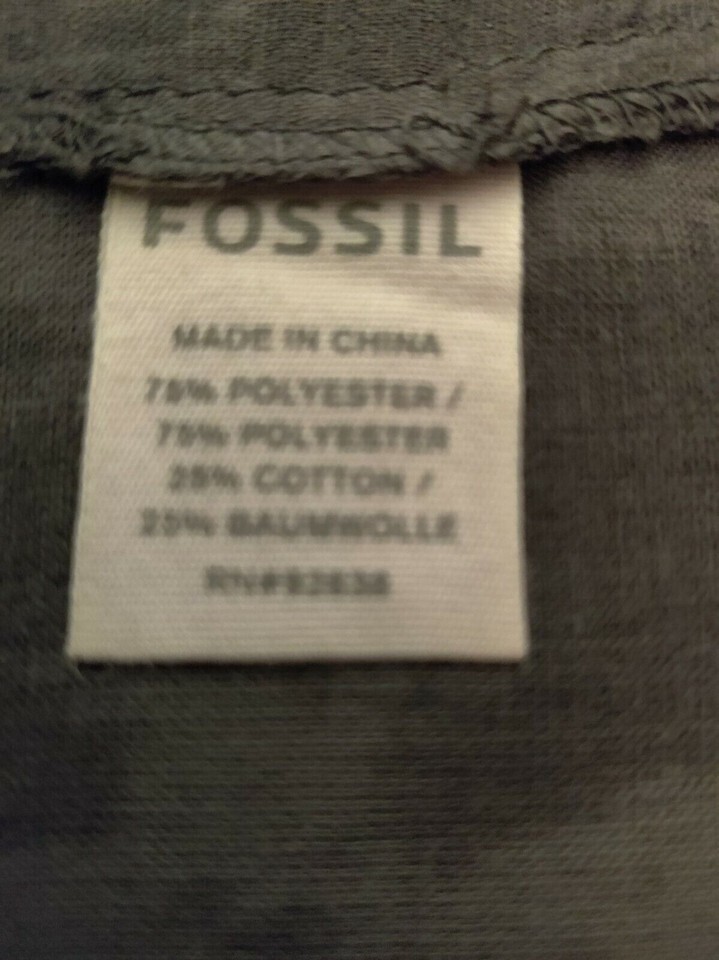 FOSSIL
MADE IN CHINA
75% POLYESTER /
75% POLYESTER
25% COTTON /
25% BAUMWOLLE